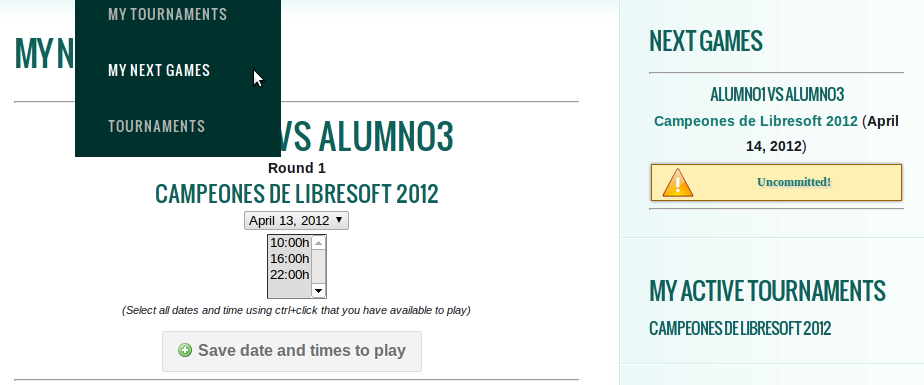 MY TOURNAMENTS
MY NEXT GAMES
TOURNAMENTS
MY N
VS ALUMNO3
Round 1
CAMPEONES DE LIBRESOFT 2012
April 13, 2012
10:00h
16:00h
22:00h
(Select all dates and time using ctrl+click that you have available to play)
Save date and times to play
NEXT GAMES
ALUMNO1 VS ALUMNO3
Campeones de Libresoft 2012 (April
14, 2012)
Uncommitted!
MY ACTIVE TOURNAMENTS
CAMPEONES DE LIBRESOFT 2012